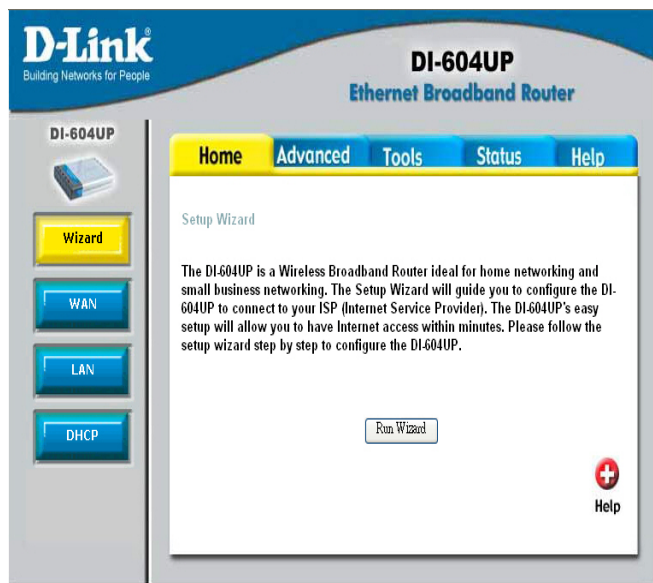 D-Link®
Building Networks for People
DI-604UP
Ethernet Broadband Router
DI-604UP
Home
Advanced
Tools
Status
Help
Wizard
WAN
LAN
DHCP
Setup Wizard
The DI-604UP is a Wireless Broadband Router ideal for home networking and
small business networking. The Setup Wizard will guide you to configure the DI-
604UP to connect to your ISP (Internet Service Provider). The DI-604UP's easy
setup will allow you to have Internet access within minutes. Please follow the
setup wizard step by step to configure the DI-604UP.
Run Wizard
Help